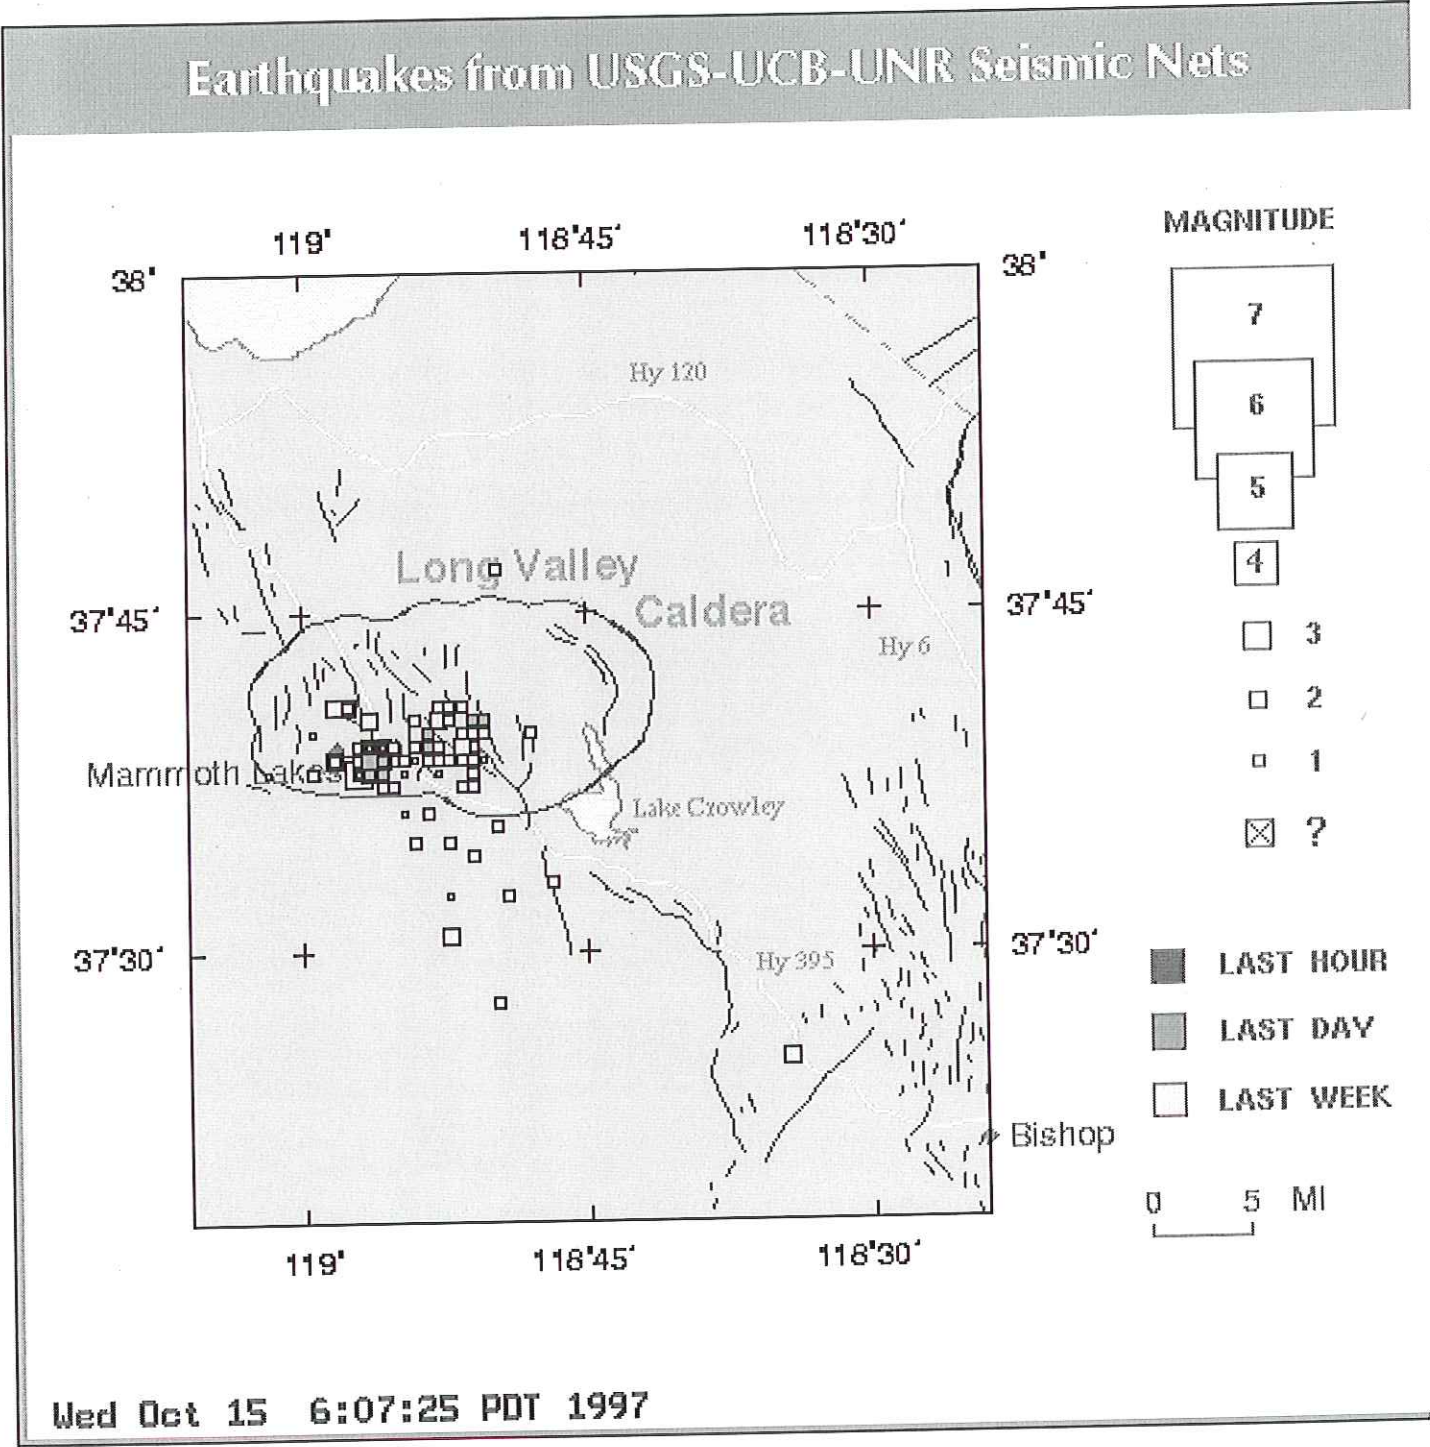 Earthquakes from USGS-UCB-UNR Seismic Nets
119' 118'45' 118'30'
MAGNITUDE
38' 38'
7
Hy 120
6
5
Long Valley
4
37'45' Caldera 37'45'
Hy 6
3
2
Mammoth Lakes
1
Lake Crowley
?
37'30' 37'30'
Hy 395
LAST HOUR
LAST DAY
LAST WEEK
Bishop
0 5 MI
119' 118'45' 118'30'
Wed Oct 15 6:07:25 PDT 1997